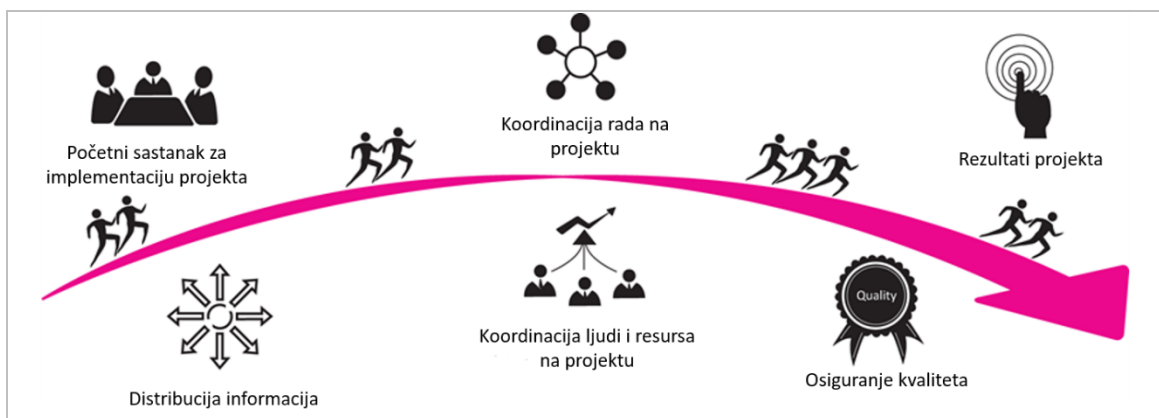 Početni sastanak za
implementaciju projekta
Distribucija informacija
Koordinacija rada na
projektu
Koordinacija ljudi i resursa
na projektu
Quality
Osiguranje kvaliteta
Rezultati projekta